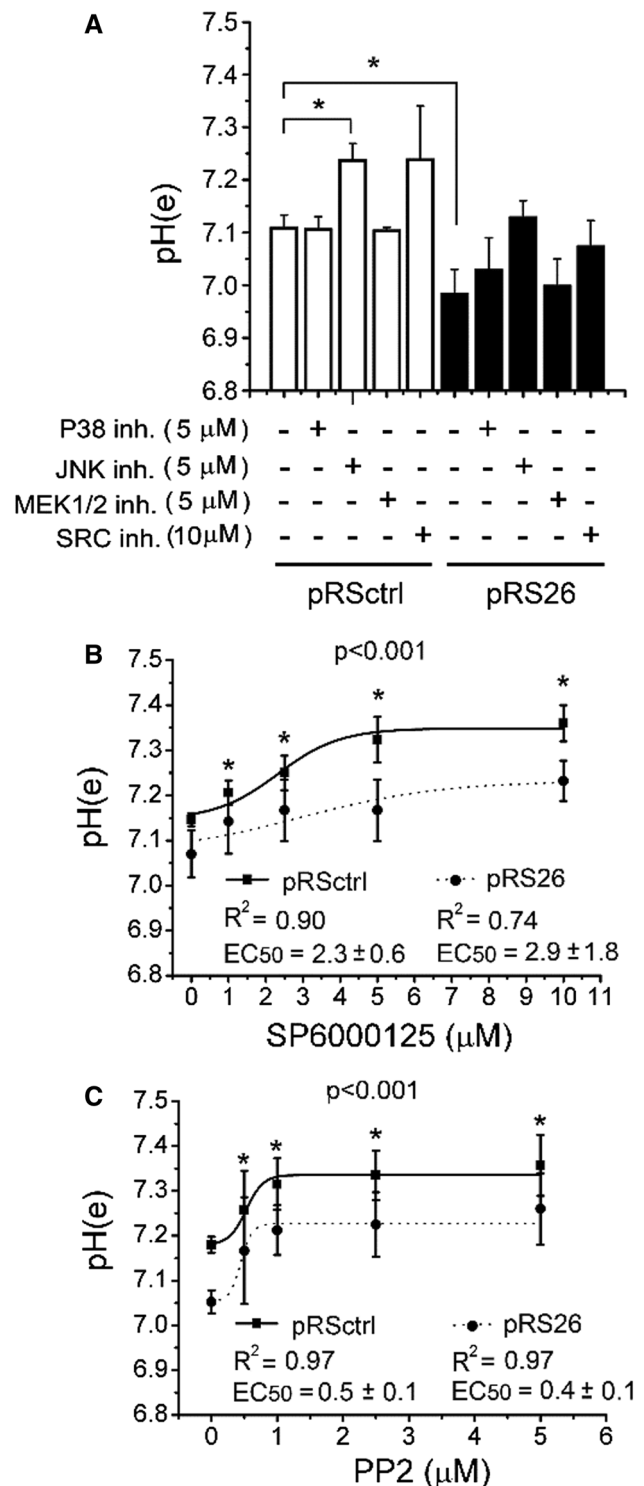 A
*
*
7.5
7.4
7.3
7.2
7.1
7.0
6.9
6.8
pH(e)
P38 inh. (5 μM) - + - - - - + - - -
JNK inh. (5 μM) - - + - - - - + - -
MEK1/2 inh. (5 μM) - - - + - - - - + -
SRC inh. (10μM) - - - - + - - - - +
pRSctrl pRS26
B
p<0.001
7.5
7.4
7.3
7.2
7.1
7.0
6.9
6.8
pH(e)
* * * *
pRSctrl pRS26
R2 = 0.90 R2 = 0.74
EC50 = 2.3 ± 0.6 EC50 = 2.9 ± 1.8
0 1 2 3 4 5 6 7 8 9 10 11
SP6000125 (μM)
C
p<0.001
7.5
7.4
7.3
7.2
7.1
7.0
6.9
6.8
pH(e)
* * * *
pRSctrl pRS26
R2 = 0.97 R2 = 0.97
EC50 = 0.5 ± 0.1 EC50 = 0.4 ± 0.1
0 1 2 3 4 5 6
PP2 (μM)